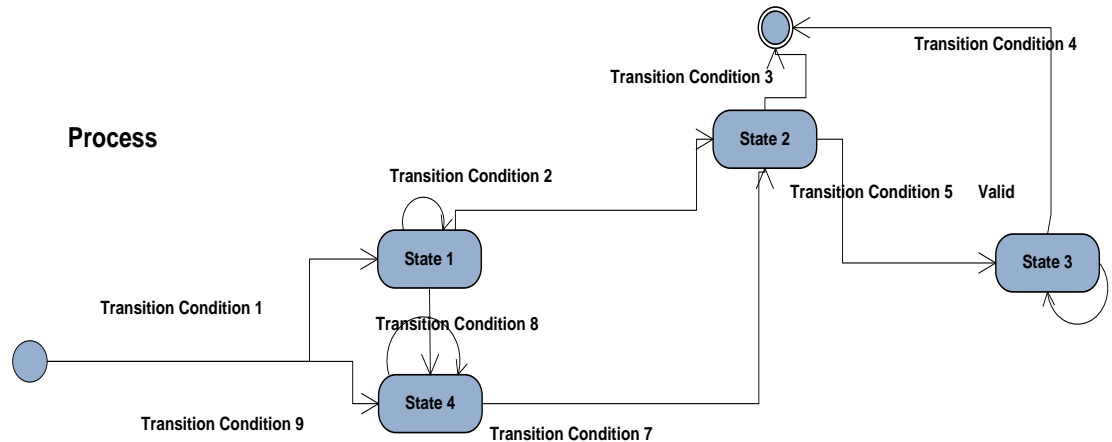 Transition Condition 4
Transition Condition 3
Process
State 2
Transition Condition 2
Transition Condition 5 Valid
State 1
State 3
Transition Condition 1
Transition Condition 8
State 4
Transition Condition 9
Transition Condition 7